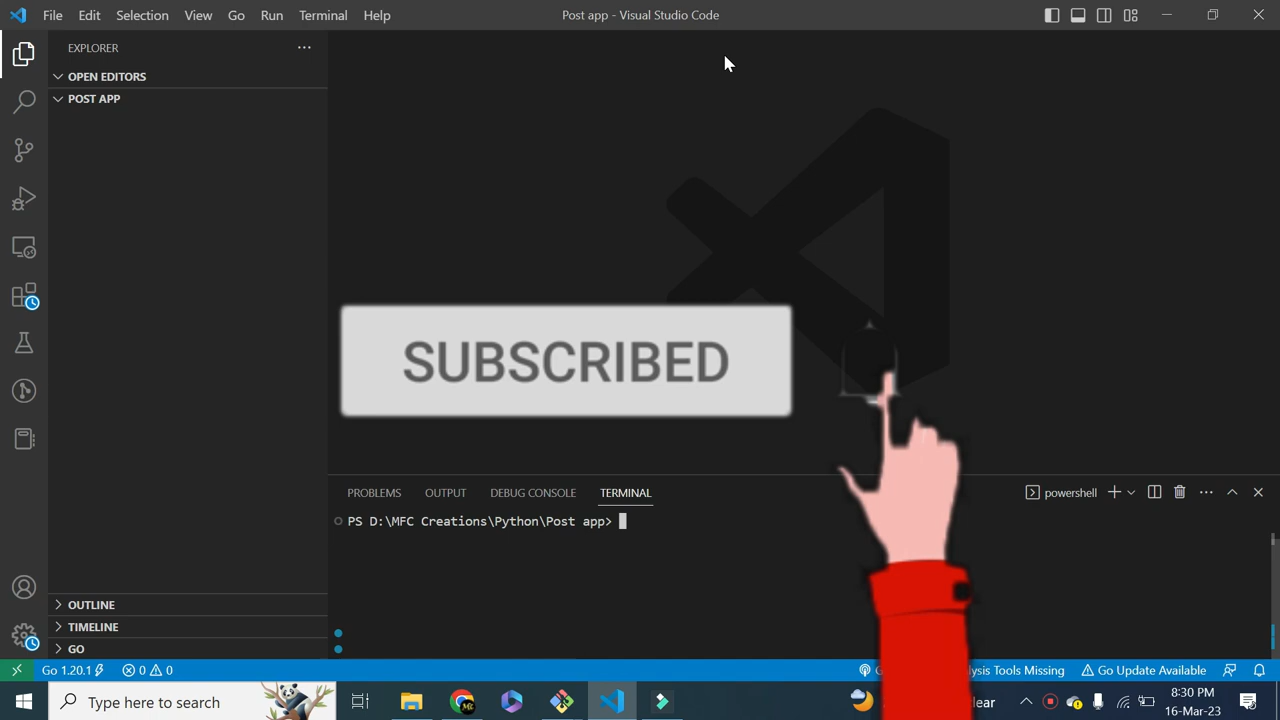 File Edit Selection View Go Run Terminal Help
Post app - Visual Studio Code
EXPLORER
OPEN EDITORS
POST APP
SUBSCRIBED
PROBLEMS OUTPUT DEBUG CONSOLE TERMINAL
powershell
PS D:\MFC Creations\Python\Post app>
OUTLINE
TIMELINE
GO
Go 1.20.1
0 0
Tools Missing
Go Update Available
Type here to search
8:30 PM
16-Mar-23